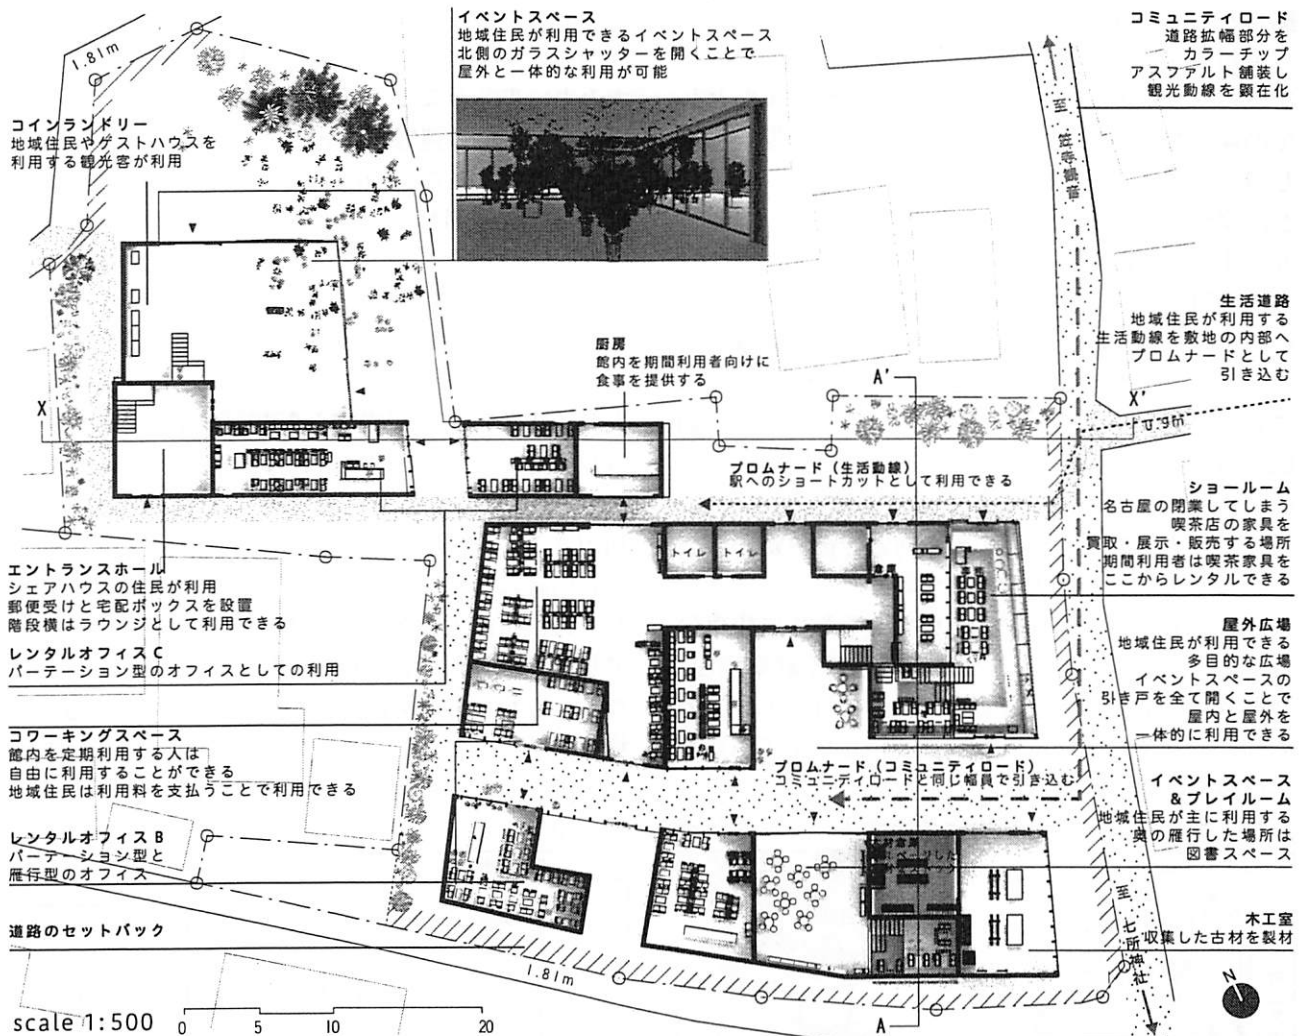 イベントスペース
地域住民が利用できるイベントスペース
北側のガラスシャッターを開くことで
屋外と一体的な利用が可能
コミュニティロード
道路拡幅部分を
カラーチップ
アスファルト舗装し
観光動線を顕在化
1.81m
コインランドリー
地域住民やゲストハウスを
利用する観光客が利用
至 笠寺観音
生活道路
地域住民が利用する
生活動線を敷地の内部へ
プロムナードとして
引き込む
厨房
館内を期間利用者向けに
食事を提供する
A'
X
X'
0.9m
プロムナード（生活動線）
駅へのショートカットとして利用できる
ショールーム
名古屋の閉業してしまう
喫茶店の家具を
買取・展示・販売する場所
期間利用者は喫茶家具を
ここからレンタルできる
トイレ
トイレ
倉庫
エントランスホール
シェアハウスの住民が利用
郵便受けと宅配ボックスを設置
階段横はラウンジとして利用できる
レンタルオフィスC
パーテーション型のオフィスとしての利用
屋外広場
地域住民が利用できる
多目的な広場
イベントスペースの
引き戸を全て開くことで
屋内と屋外を
一体的に利用できる
コワーキングスペース
館内を定期利用する人は
自由に利用することができる
地域住民は利用料を支払うことで利用できる
プロムナード（コミュニティロード）
コミュニティロードと同じ幅員で引き込む
イベントスペース
&プレイルーム
地域住民が主に利用する
奥の雁行した場所は
図書スペース
レンタルオフィスB
パーテーション型と
雁行型のオフィス
道路のセットバック
木工室
収集した古材を製材
至 七所神社
1.81m
N
A
scale 1:500
0 5 10 20